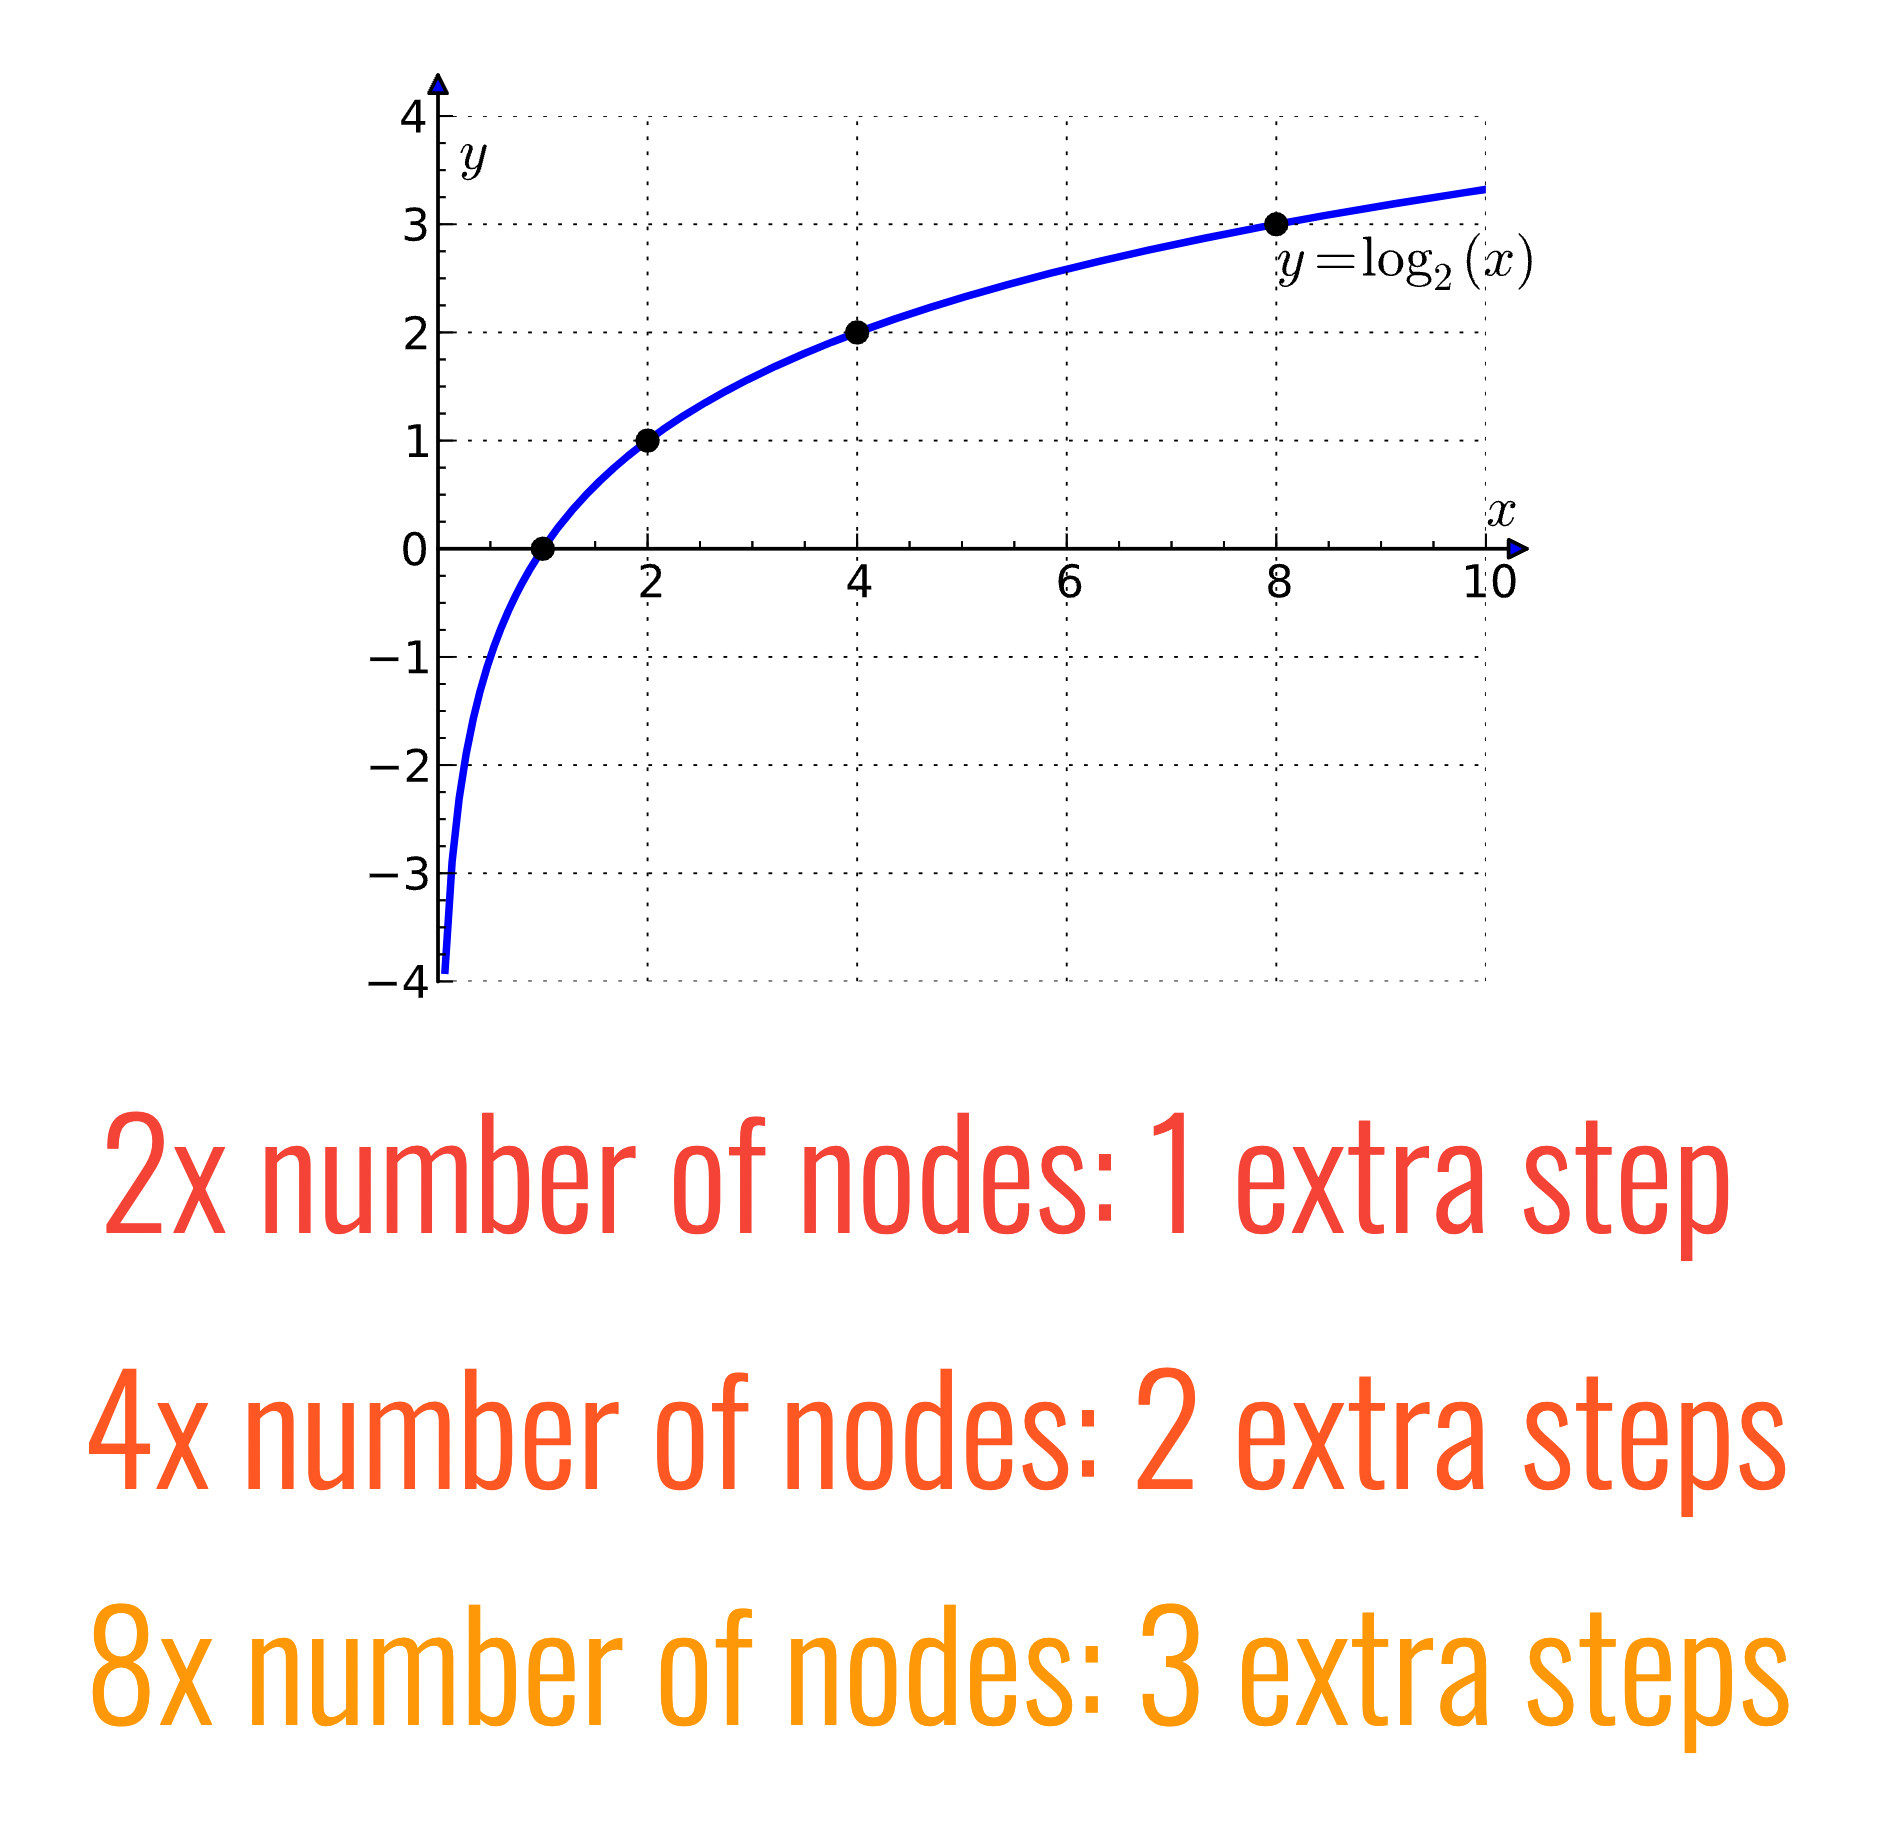 4
y
3
y=log₂(x)
2
1
x
0
2 4 6 8 10
−1
−2
−3
−4
2x number of nodes: 1 extra step
4x number of nodes: 2 extra steps
8x number of nodes: 3 extra steps